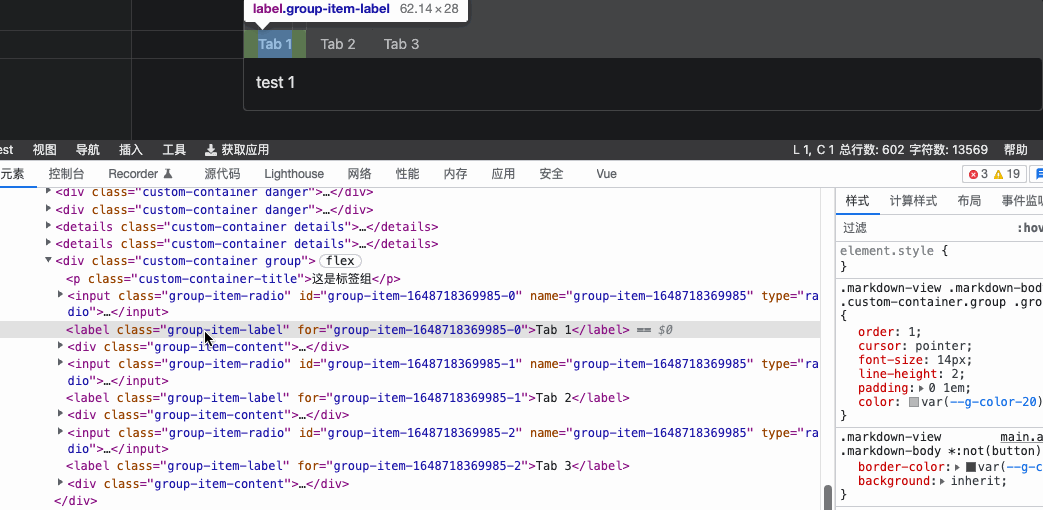 label.group-item-label 62.14 × 28
Tab 1 Tab 2 Tab 3
test 1
est 视图 导航 插入 工具 获取应用 L 1, C 1 总行数: 602 字符数: 13569 帮助
元素 控制台 Recorder 源代码 Lighthouse 网络 性能 内存 应用 安全 Vue 3 19
<div class="custom-container danger">…</div>
<div class="custom-container danger">…</div>
<details class="custom-container details">…</details>
<details class="custom-container details">…</details>
<div class="custom-container group"> flex
<p class="custom-container-title">这是标签组</p>
<input class="group-item-radio" id="group-item-1648718369985-0" name="group-item-1648718369985" type="ra
dio">…</input>
<label class="group-item-label" for="group-item-1648718369985-0">Tab 1</label> == $0
<div class="group-item-content">…</div>
<input class="group-item-radio" id="group-item-1648718369985-1" name="group-item-1648718369985" type="ra
dio">…</input>
<label class="group-item-label" for="group-item-1648718369985-1">Tab 2</label>
<div class="group-item-content">…</div>
<input class="group-item-radio" id="group-item-1648718369985-2" name="group-item-1648718369985" type="ra
dio">…</input>
<label class="group-item-label" for="group-item-1648718369985-2">Tab 3</label>
<div class="group-item-content">…</div>
</div>
样式 计算样式 布局 事件监听
过滤 :hov
element.style {
}
.markdown-view .markdown-bod
.custom-container.group .gro
{
order: 1;
cursor: pointer;
font-size: 14px;
line-height: 2;
padding: 0 1em;
color: var(--g-color-20)
}
.markdown-view main.a
.markdown-body *:not(button)
border-color: var(--g-c
background: inherit;
}